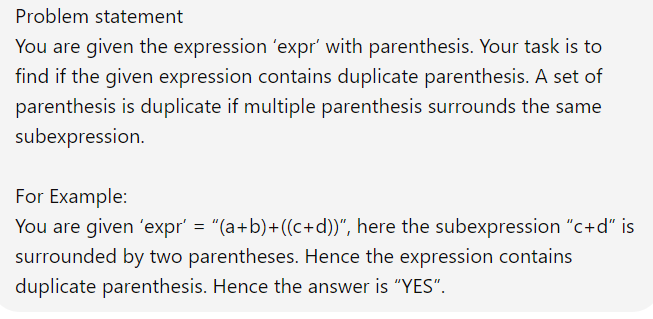 Problem statement
You are given the expression ‘expr’ with parenthesis. Your task is to
find if the given expression contains duplicate parenthesis. A set of
parenthesis is duplicate if multiple parenthesis surrounds the same
subexpression.
For Example:
You are given ‘expr’ = “(a+b)+((c+d))”, here the subexpression “c+d” is
surrounded by two parentheses. Hence the expression contains
duplicate parenthesis. Hence the answer is “YES”.